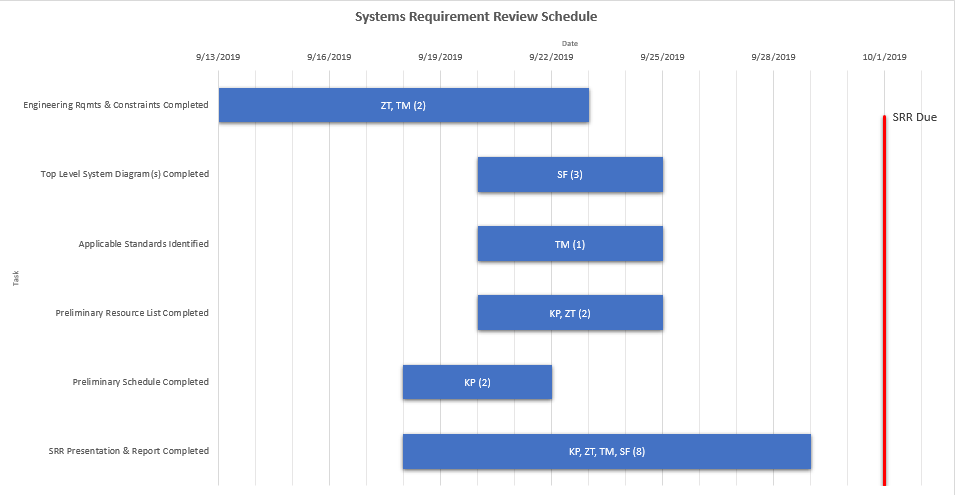 Systems Requirement Review Schedule
Date
9/13/2019 9/16/2019 9/19/2019 9/22/2019 9/25/2019 9/28/2019 10/1/2019
Engineering Rqmts & Constraints Completed ZT, TM (2)
SRR Due
Top Level System Diagram(s) Completed SF (3)
Applicable Standards Identified TM (1)
Task
Preliminary Resource List Completed KP, ZT (2)
Preliminary Schedule Completed KP (2)
SRR Presentation & Report Completed KP, ZT, TM, SF (8)